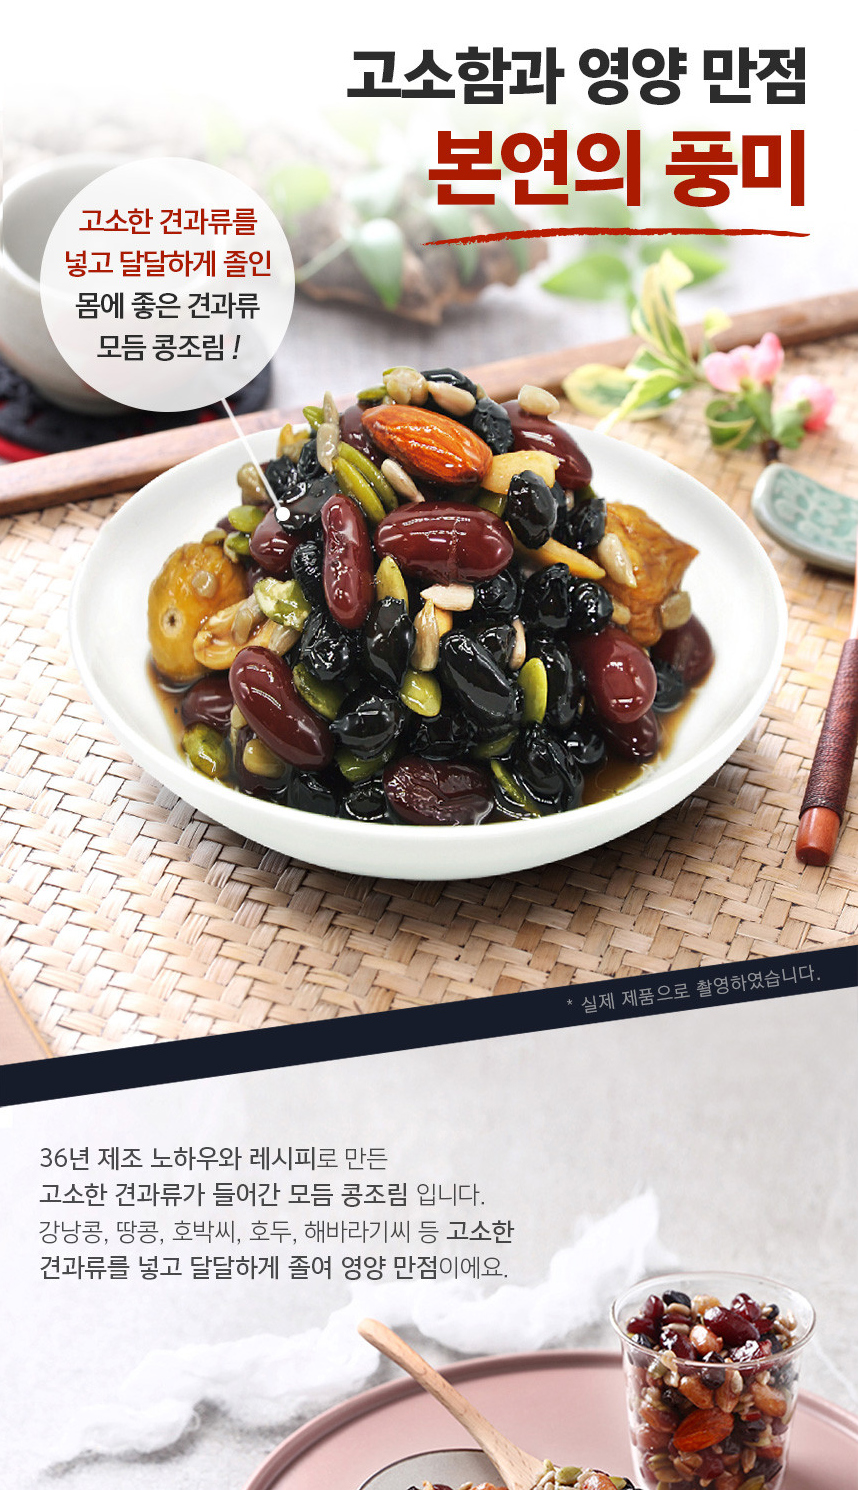 고소함과 영양 만점
본연의 풍미
고소한 견과류를
넣고 달달하게 졸인
몸에 좋은 견과류
모듬 콩조림 !
* 실제 제품으로 촬영하였습니다.
36년 제조 노하우와 레시피로 만든
고소한 견과류가 들어간 모듬 콩조림 입니다.
강낭콩, 땅콩, 호박씨, 호두, 해바라기씨 등 고소한
견과류를 넣고 달달하게 졸여 영양 만점이에요.